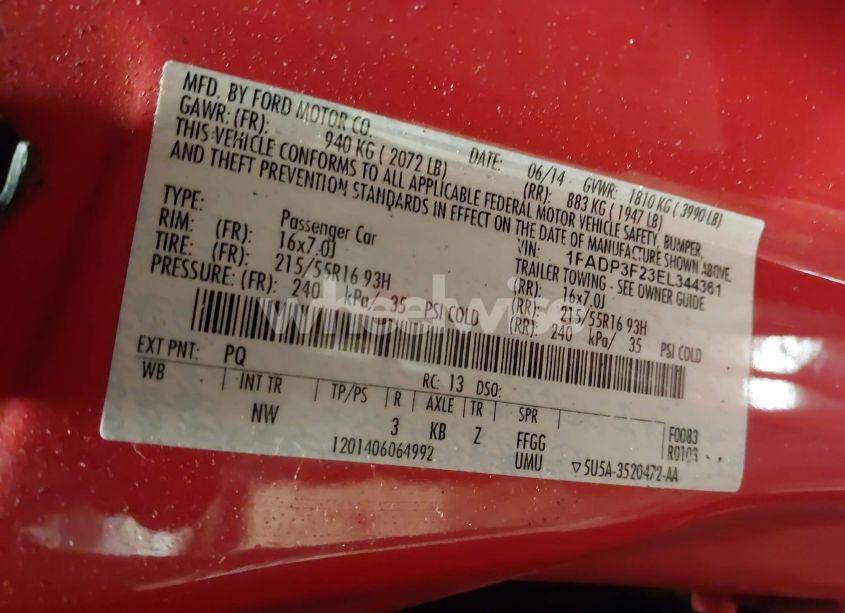 MFD. BY FORD MOTOR CO.
DATE: 06/14 GVWR: 1810 KG ( 3990 LB)
GAWR: (FR): 940 KG ( 2072 LB) (RR): 883 KG ( 1947 LB)
THIS VEHICLE CONFORMS TO ALL APPLICABLE FEDERAL MOTOR VEHICLE SAFETY, BUMPER,
AND THEFT PREVENTION STANDARDS IN EFFECT ON THE DATE OF MANUFACTURE SHOWN ABOVE.
VIN: 1FADP3F23EL344361
TYPE: Passenger Car TRAILER TOWING - SEE OWNER GUIDE
RIM: (FR): 16x7.0J (RR): 16x7.0J
TIRE: (FR): 215/55R16 93H (RR): 215/55R16 93H
PRESSURE: (FR): 240 kPa/ 35 PSI COLD (RR): 240 kPa/ 35 PSI COLD
wheelwise
EXT PNT: PQ RC: 13 DSO:
WB INT TR TP/PS R AXLE TR SPR
NW 3 KB Z FFGG F0083
1201406064992 UMU R0103
▽5U5A-3520472-AA